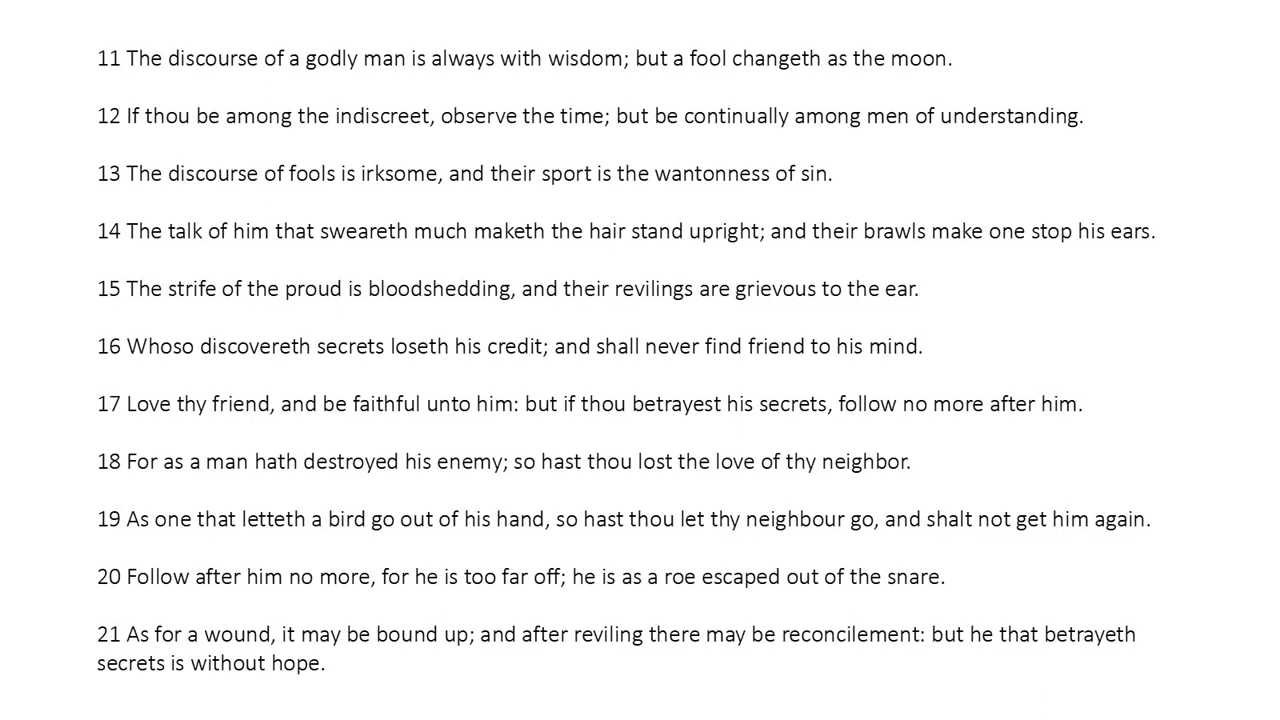 11 The discourse of a godly man is always with wisdom; but a fool changeth as the moon.
12 If thou be among the indiscreet, observe the time; but be continually among men of understanding.
13 The discourse of fools is irksome, and their sport is the wantonness of sin.
14 The talk of him that sweareth much maketh the hair stand upright; and their brawls make one stop his ears.
15 The strife of the proud is bloodshedding, and their revilings are grievous to the ear.
16 Whoso discovereth secrets loseth his credit; and shall never find friend to his mind.
17 Love thy friend, and be faithful unto him: but if thou betrayest his secrets, follow no more after him.
18 For as a man hath destroyed his enemy; so hast thou lost the love of thy neighbor.
19 As one that letteth a bird go out of his hand, so hast thou let thy neighbour go, and shalt not get him again.
20 Follow after him no more, for he is too far off; he is as a roe escaped out of the snare.
21 As for a wound, it may be bound up; and after reviling there may be reconcilement: but he that betrayeth
secrets is without hope.